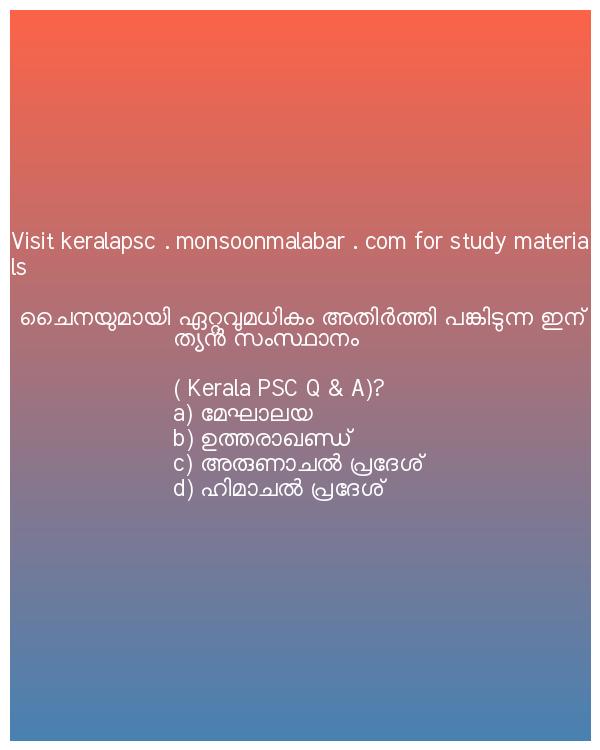 Visit keralapsc . monsoonmalabar . com for study materia
ls
ചൈനയുമായി ഏറ്റവുമധികം അതിർത്തി പങ്കിടുന്ന ഇന്
ത്യൻ സംസ്ഥാനം
( Kerala PSC Q & A)?
a) മേഘാലയ
b) ഉത്തരാഖണ്ഡ്
c) അരുണാചൽ പ്രദേശ്
d) ഹിമാചൽ പ്രദേശ്